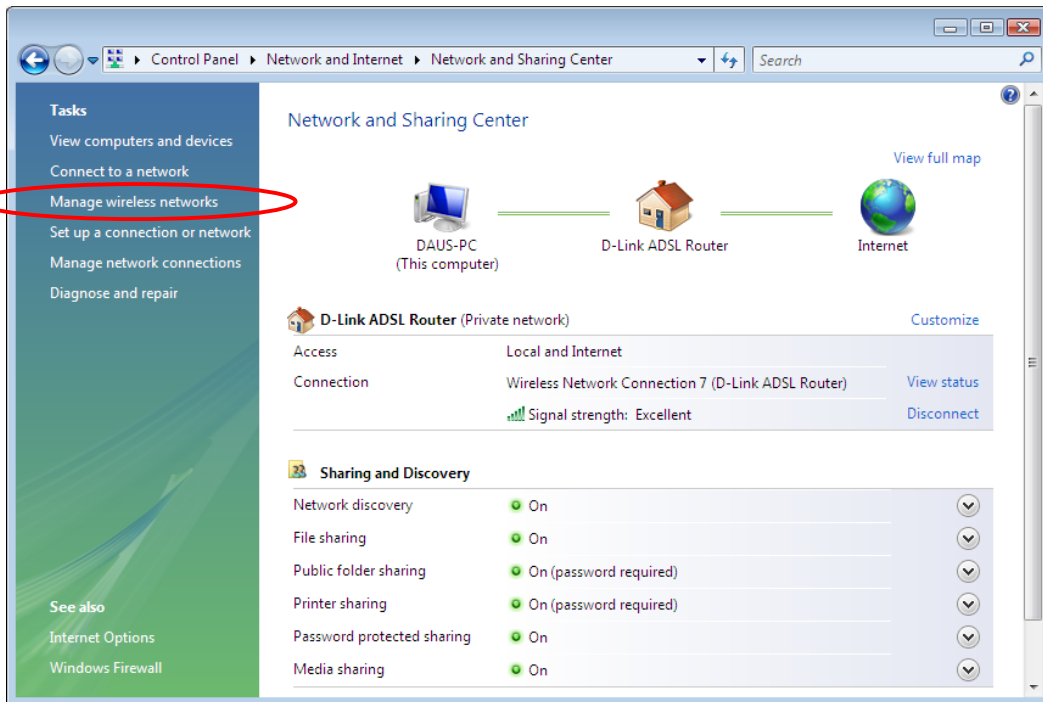 Control Panel Network and Internet Network and Sharing Center Search
Tasks
View computers and devices
Connect to a network
Manage wireless networks
Set up a connection or network
Manage network connections
Diagnose and repair
See also
Internet Options
Windows Firewall
Network and Sharing Center
View full map
DAUS-PC
(This computer)
D-Link ADSL Router
Internet
D-Link ADSL Router (Private network) Customize
Access Local and Internet
Connection Wireless Network Connection 7 (D-Link ADSL Router) View status
Signal strength: Excellent Disconnect
Sharing and Discovery
Network discovery On
File sharing On
Public folder sharing On (password required)
Printer sharing On (password required)
Password protected sharing On
Media sharing On